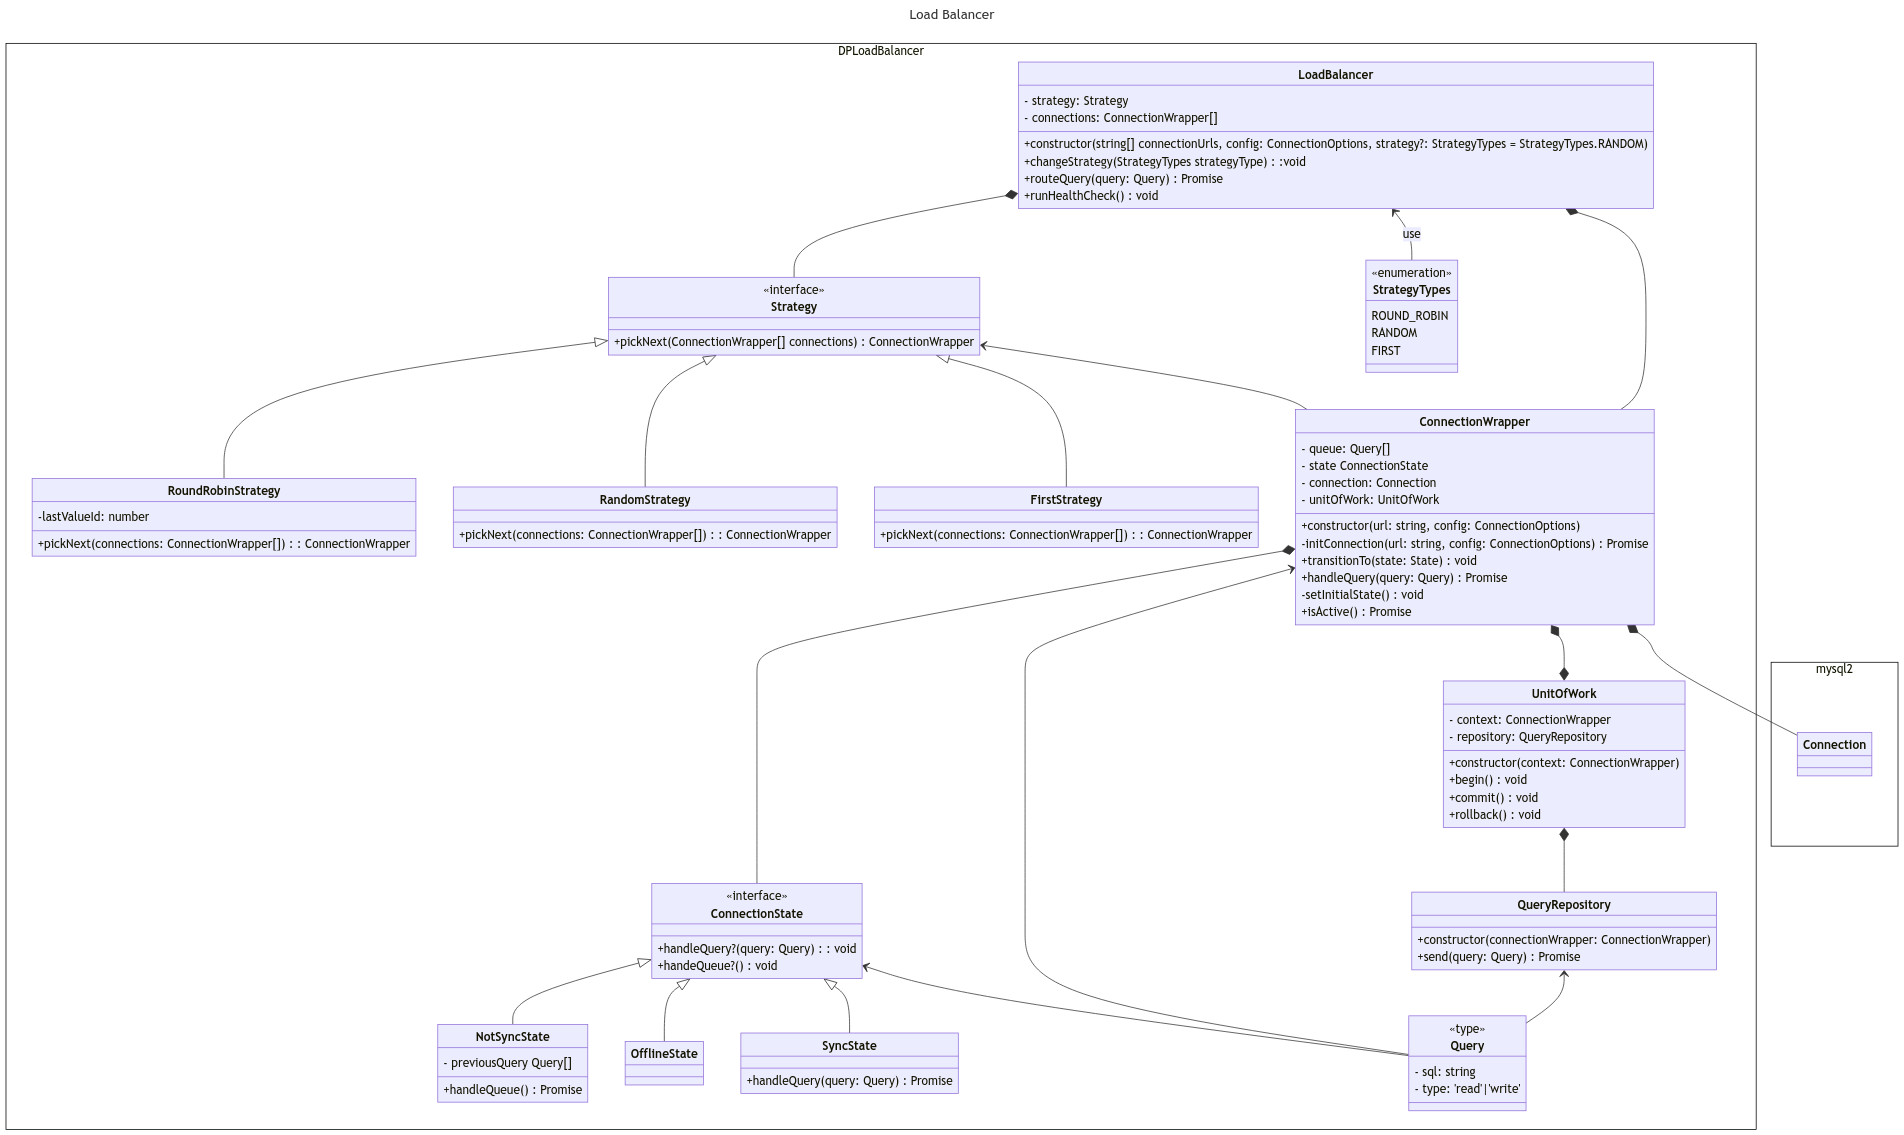 Load Balancer
DPLoadBalancer
LoadBalancer
- strategy: Strategy
- connections: ConnectionWrapper[]
+constructor(string[] connectionUrls, config: ConnectionOptions, strategy?: StrategyTypes = StrategyTypes.RANDOM)
+changeStrategy(StrategyTypes strategyType) : :void
+routeQuery(query: Query) : Promise
+runHealthCheck() : void
use
«enumeration»
StrategyTypes
ROUND_ROBIN
RANDOM
FIRST
«interface»
Strategy
+pickNext(ConnectionWrapper[] connections) : ConnectionWrapper
ConnectionWrapper
- queue: Query[]
- state ConnectionState
- connection: Connection
- unitOfWork: UnitOfWork
+constructor(url: string, config: ConnectionOptions)
-initConnection(url: string, config: ConnectionOptions) : Promise
+transitionTo(state: State) : void
+handleQuery(query: Query) : Promise
-setInitialState() : void
+isActive() : Promise
RoundRobinStrategy
-lastValueId: number
+pickNext(connections: ConnectionWrapper[]) : : ConnectionWrapper
RandomStrategy
+pickNext(connections: ConnectionWrapper[]) : : ConnectionWrapper
FirstStrategy
+pickNext(connections: ConnectionWrapper[]) : : ConnectionWrapper
mysql2
Connection
UnitOfWork
- context: ConnectionWrapper
- repository: QueryRepository
+constructor(context: ConnectionWrapper)
+begin() : void
+commit() : void
+rollback() : void
«interface»
ConnectionState
+handleQuery?(query: Query) : : void
+handeQueue?() : void
QueryRepository
+constructor(connectionWrapper: ConnectionWrapper)
+send(query: Query) : Promise
NotSyncState
- previousQuery Query[]
+handleQueue() : Promise
OfflineState
SyncState
+handleQuery(query: Query) : Promise
«type»
Query
- sql: string
- type: 'read'|'write'